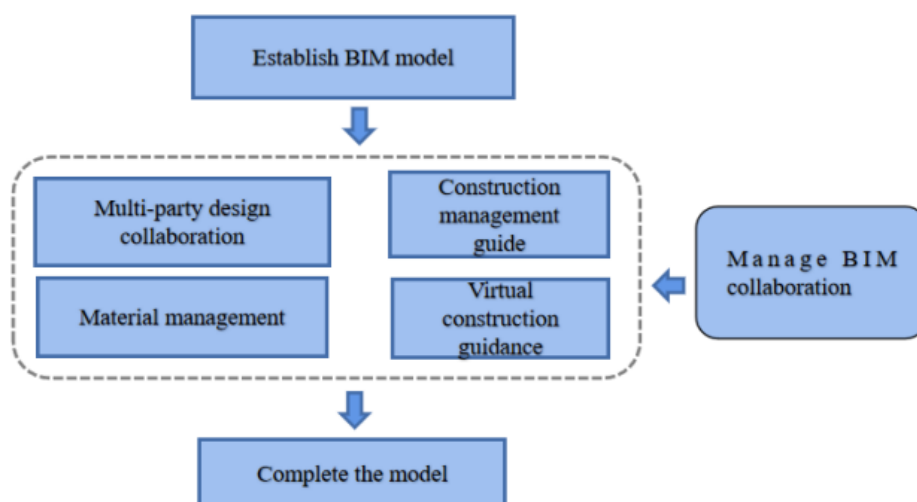 Establish BIM model
Multi-party design
collaboration
Construction
management
guide
Material management
Virtual
construction
guidance
Manage BIM
collaboration
Complete the model